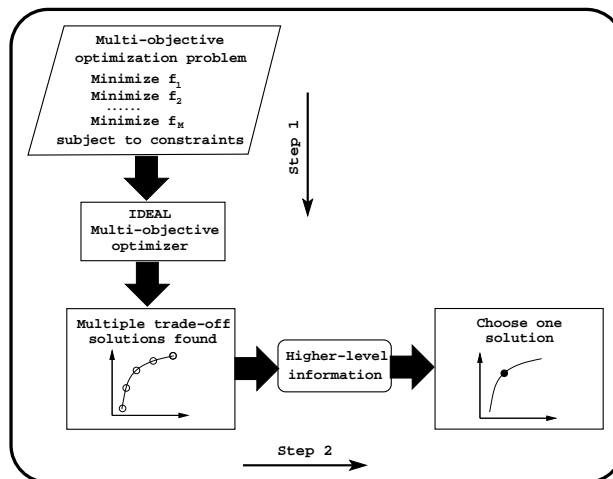 Multi-objective
optimization problem
Minimize f1
Minimize f2
......
Minimize fM
subject to constraints
Step 1
IDEAL
Multi-objective
optimizer
Multiple trade-off
solutions found
Higher-level
information
Choose one
solution
Step 2